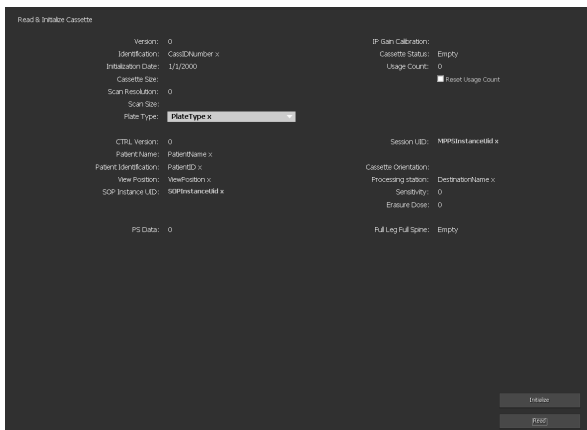 Read & Initialize Cassette
Version: 0
Identification: CassIDNumber x
Initialization Date: 1/1/2000
Cassette Size:
Scan Resolution: 0
Scan Size:
Plate Type: PlateType x
IP Gain Calibration:
Cassette Status: Empty
Usage Count: 0
Reset Usage Count
CTRL Version: 0
Patient Name: PatientName x
Patient Identification: PatientID x
View Position: ViewPosition x
SOP Instance UID: SOPInstanceUid x
Session UID: MPPSInstanceUid x
Cassette Orientation:
Processing station: DestinationName x
Sensitivity: 0
Erasure Dose: 0
PS Data: 0
Full Leg Full Spine: Empty
Initialize
Read